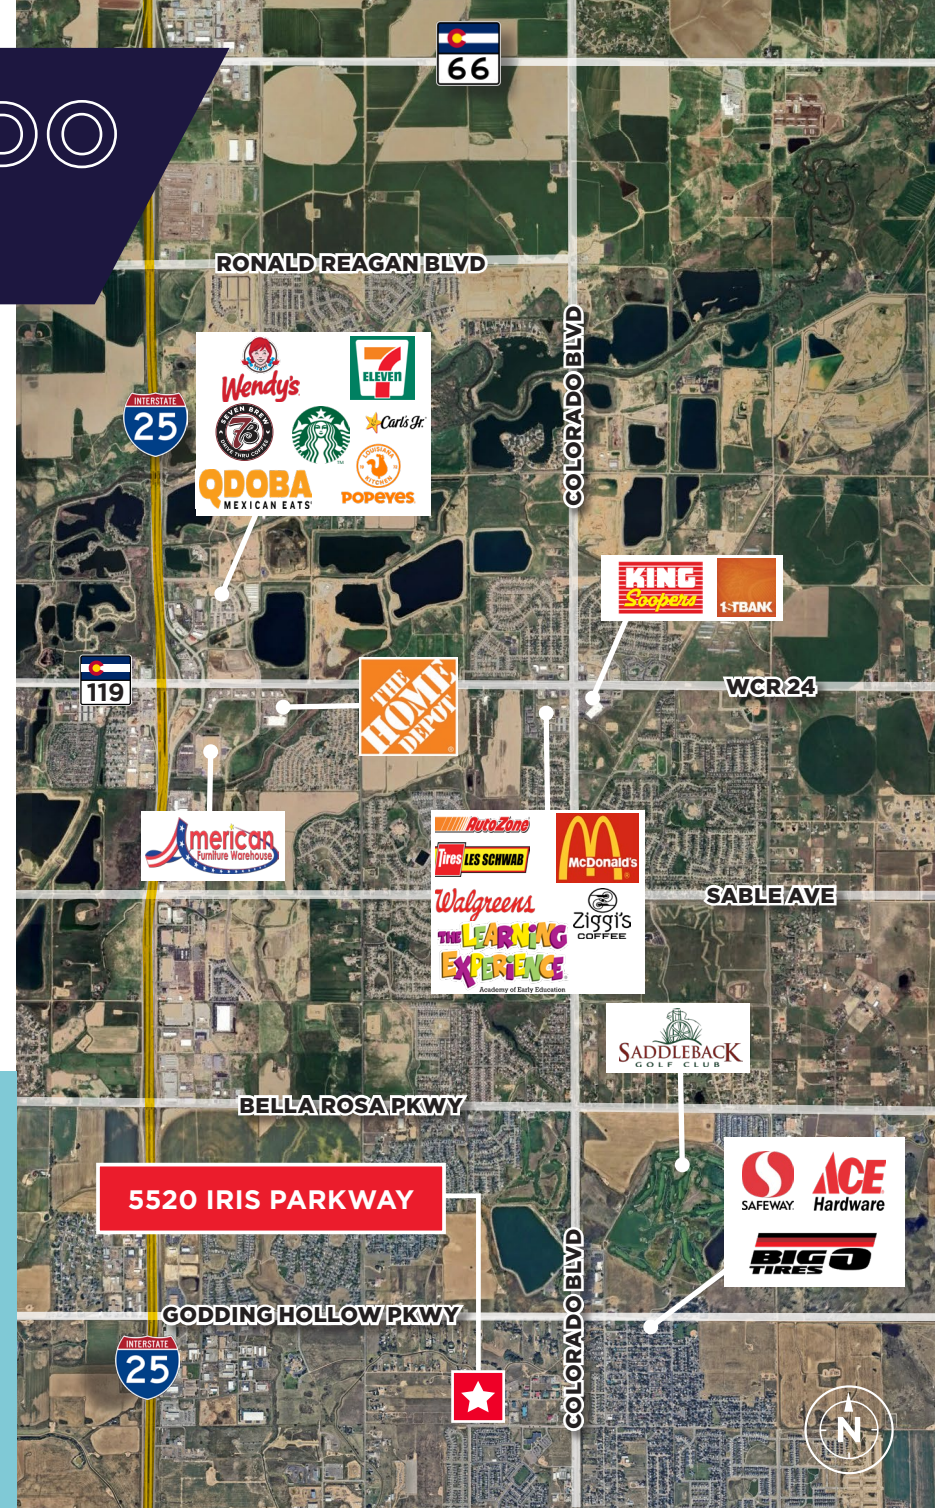 66
DO
RONALD REAGAN BLVD
COLORADO BLVD
Wendy's
7
ELEVEN
SEVEN BREW
7B
DRIVE THRU COFFEE
Carl's Jr.
QDOBA
MEXICAN EATS
LOUISIANA
KITCHEN
POPEYES
INTERSTATE
25
KING
Soopers
1STBANK
119
WCR 24
THE
HOME
DEPOT
American
Furniture Warehouse
AutoZone
Tires LES SCHWAB
McDonald's
Walgreens
Ziggi's
COFFEE
THE LEARNING
EXPERIENCE
Academy of Early Education
SABLE AVE
SADDLEBACK
GOLF CLUB
BELLA ROSA PKWY
5520 IRIS PARKWAY
SAFEWAY
ACE
Hardware
BIG O
TIRES
GODDING HOLLOW PKWY
COLORADO BLVD
INTERSTATE
25
N